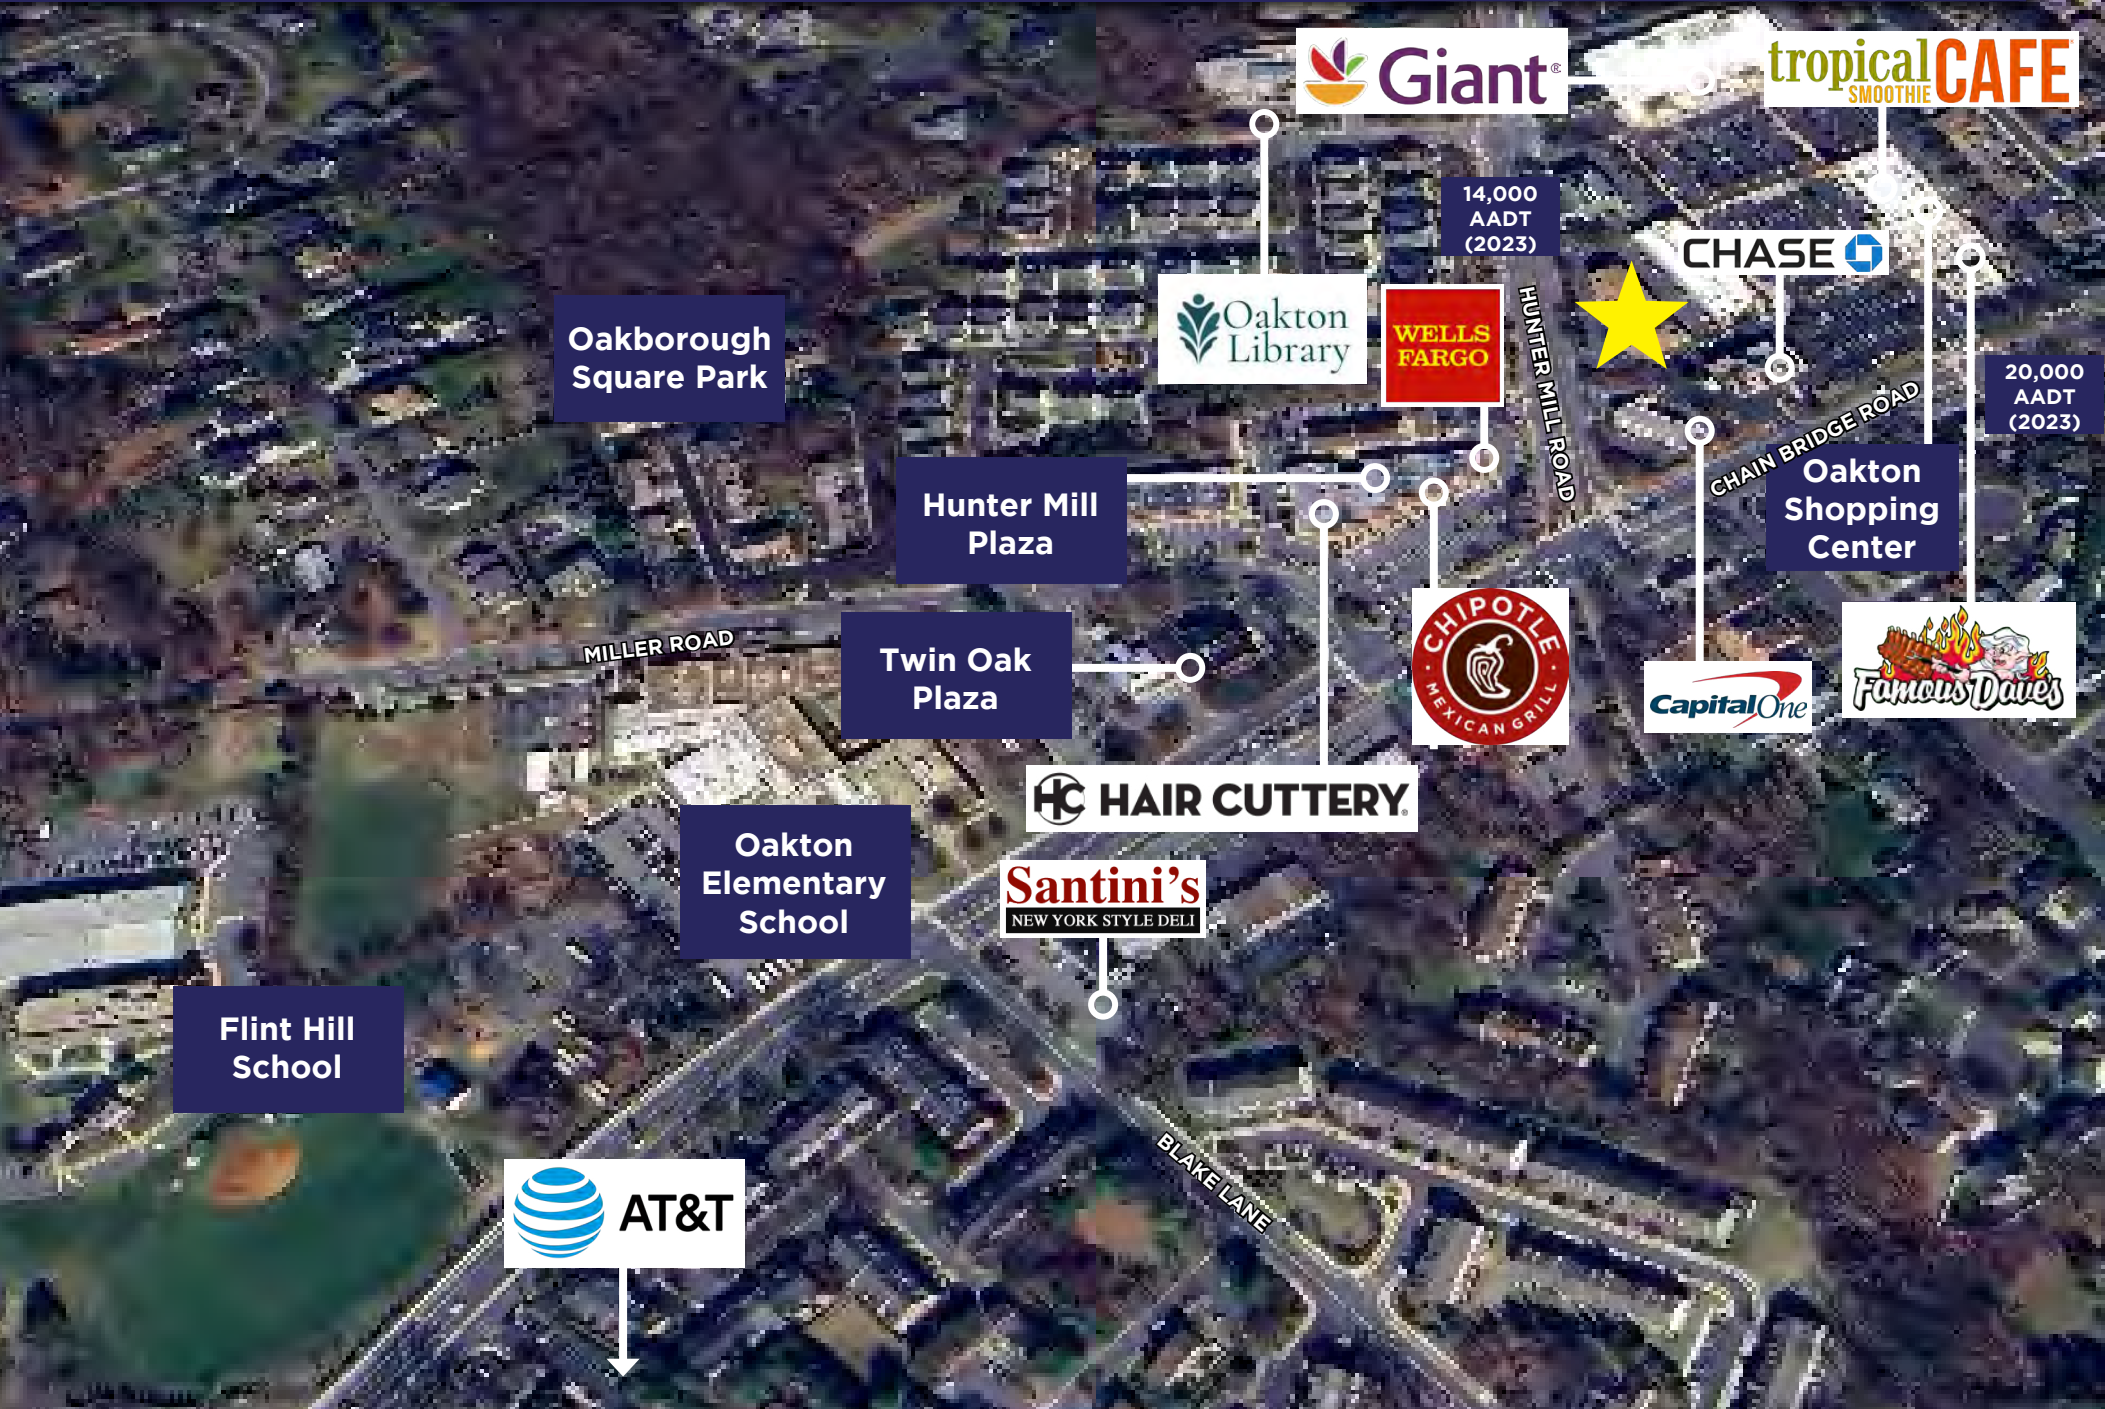 Giant®
tropical
SMOOTHIE
CAFE
14,000
AADT
(2023)
CHASE
Oakton
Library
WELLS
FARGO
HUNTER MILL ROAD
Oakborough
Square Park
20,000
AADT
(2023)
CHAIN BRIDGE ROAD
Oakton
Shopping
Center
Hunter Mill
Plaza
CHIPOTLE
MEXICAN GRILL
MILLER ROAD
Twin Oak
Plaza
CapitalOne
Famous Dave's
HC HAIR CUTTERY
Oakton
Elementary
School
Santini's
NEW YORK STYLE DELI
Flint Hill
School
BLAKE LANE
AT&T